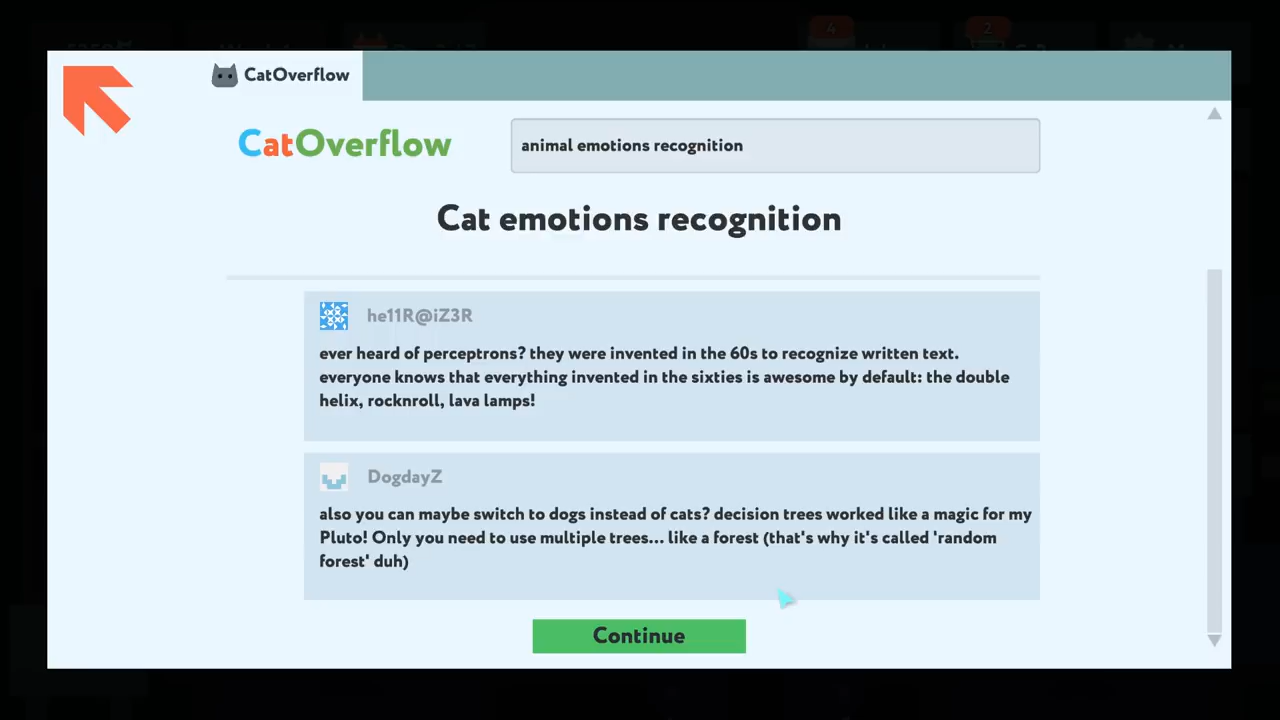 4
2
CatOverflow
CatOverflow
animal emotions recognition
Cat emotions recognition
he11R@iZ3R
ever heard of perceptrons? they were invented in the 60s to recognize written text.
everyone knows that everything invented in the sixties is awesome by default: the double
helix, rocknroll, lava lamps!
DogdayZ
also you can maybe switch to dogs instead of cats? decision trees worked like a magic for my
Pluto! Only you need to use multiple trees... like a forest (that's why it's called 'random
forest' duh)
Continue